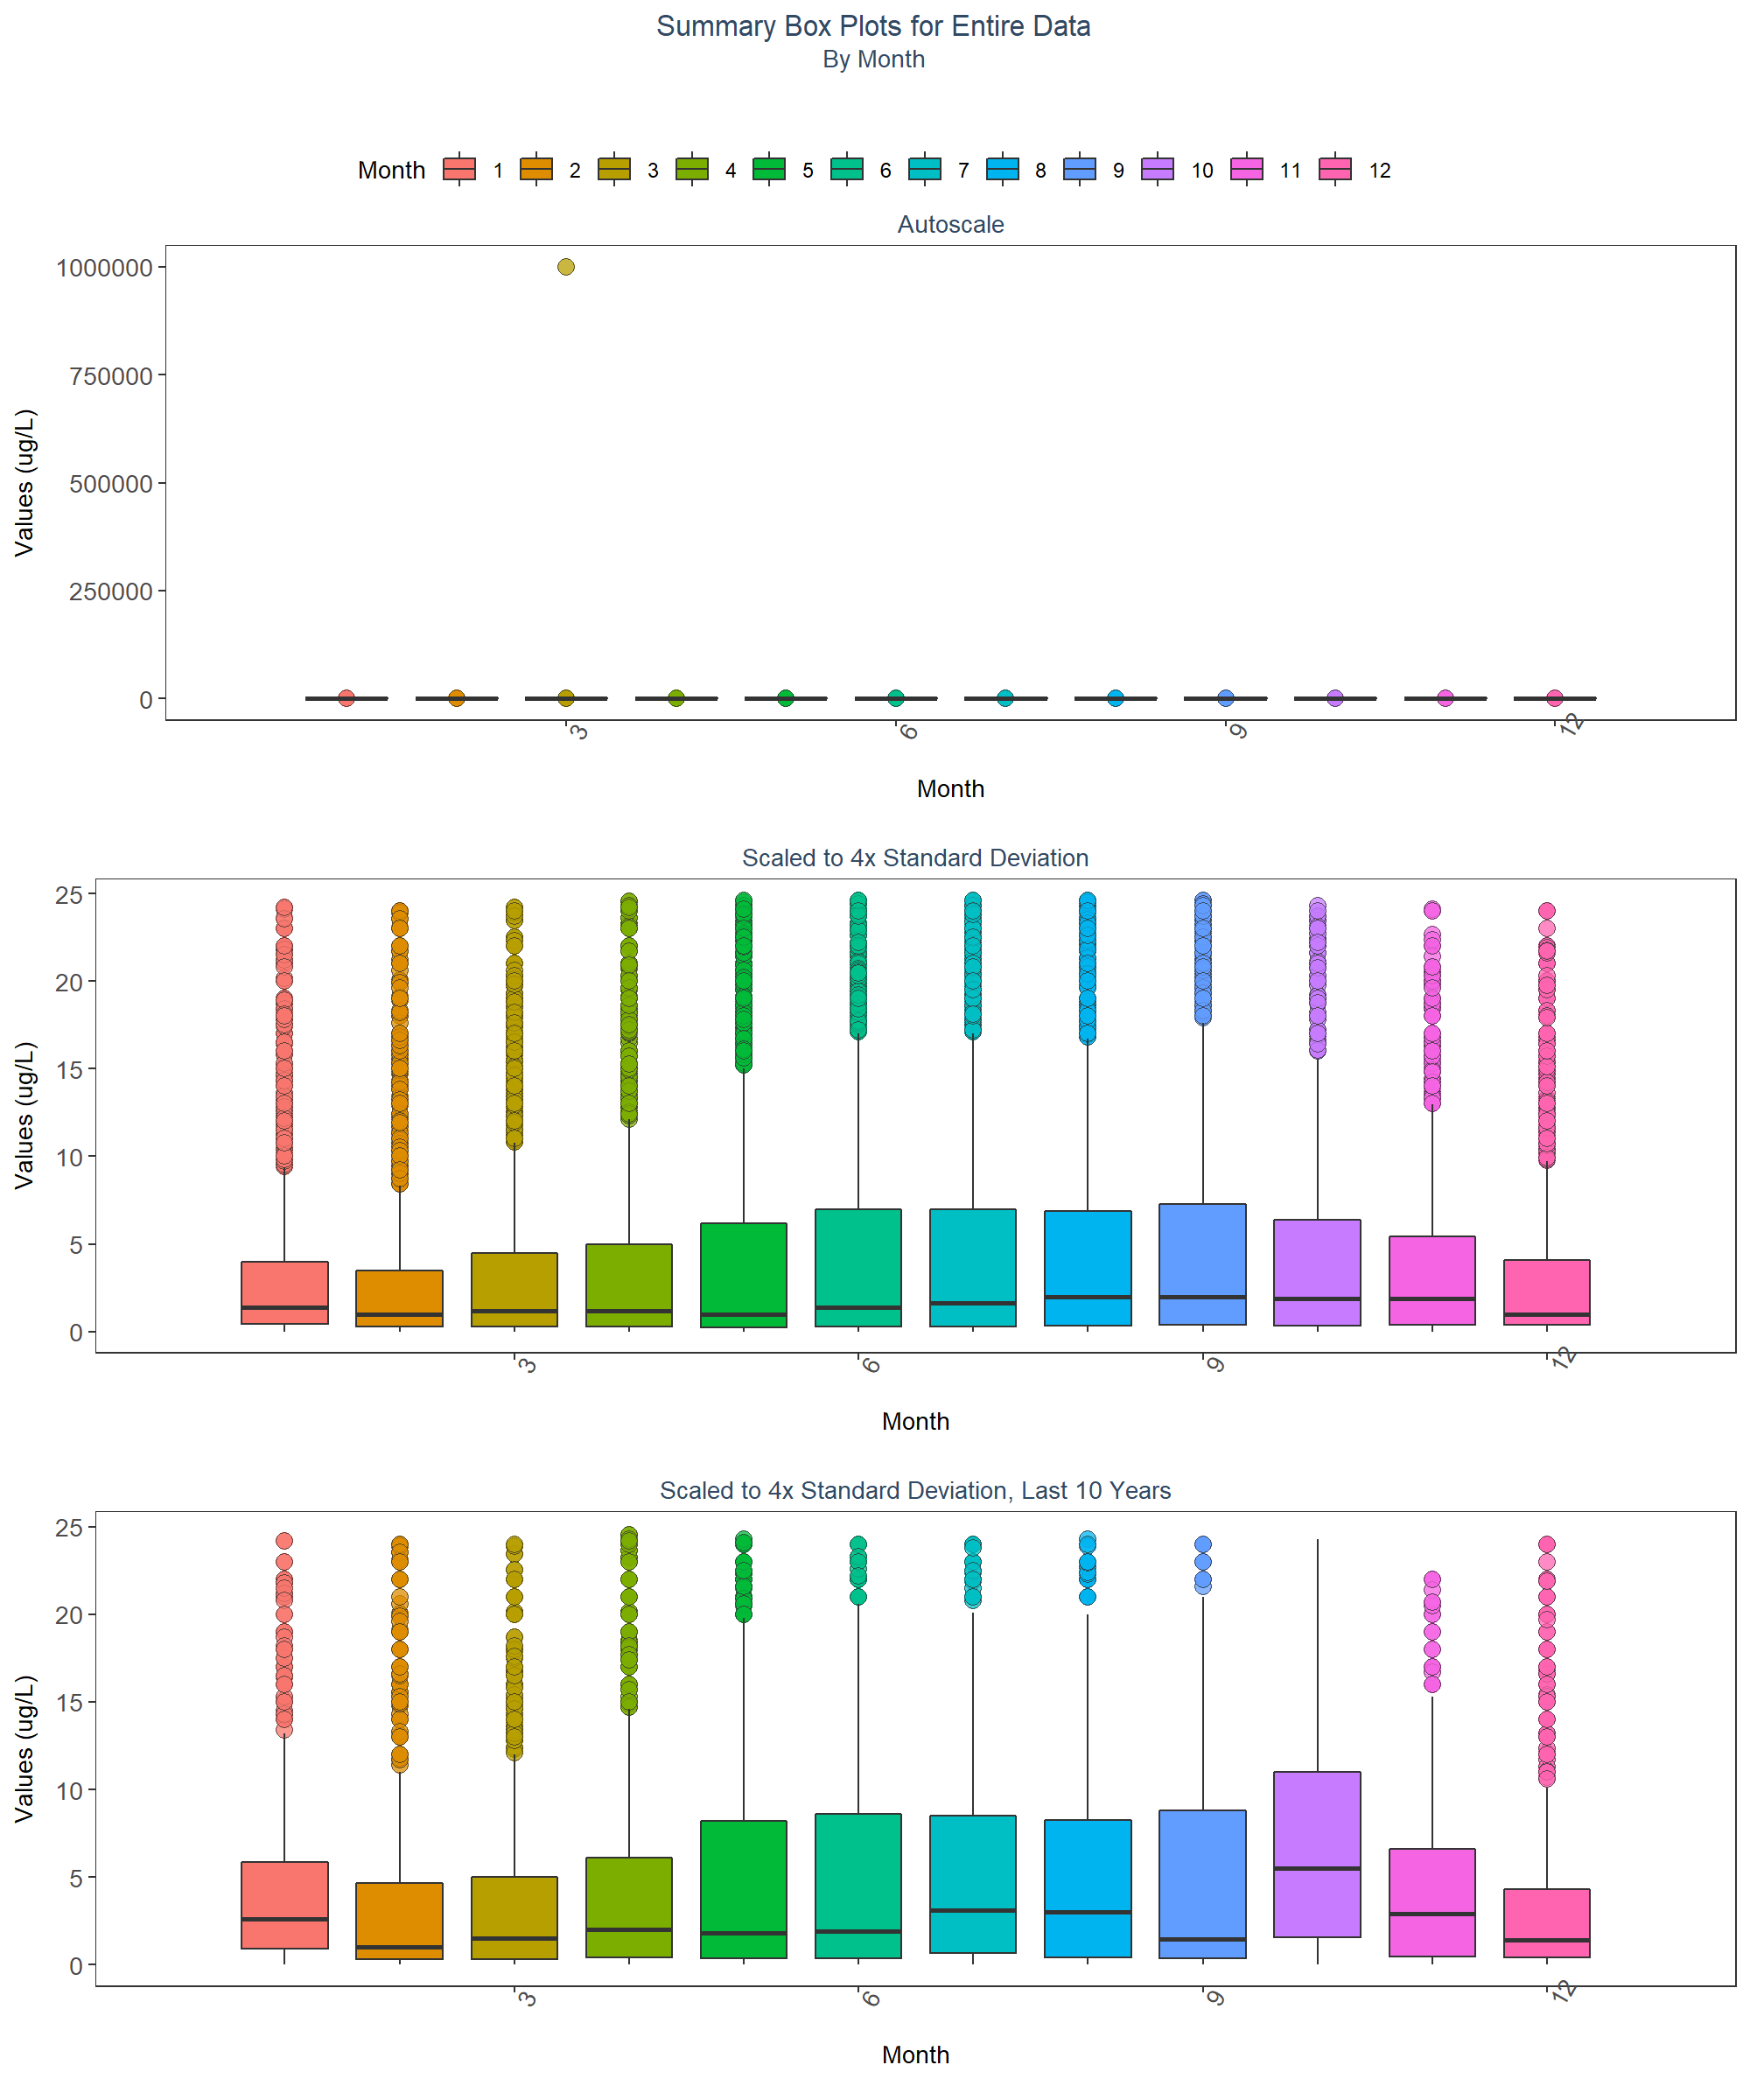 Summary Box Plots for Entire Data
By Month
Month 1 2 3 4 5 6 7 8 9 10 11 12
Autoscale
Values (ug/L)
1000000
750000
500000
250000
0
3 6 9 12
Month
Scaled to 4x Standard Deviation
Values (ug/L)
25
20
15
10
5
0
3 6 9 12
Month
Scaled to 4x Standard Deviation, Last 10 Years
Values (ug/L)
25
20
15
10
5
0
3 6 9 12
Month